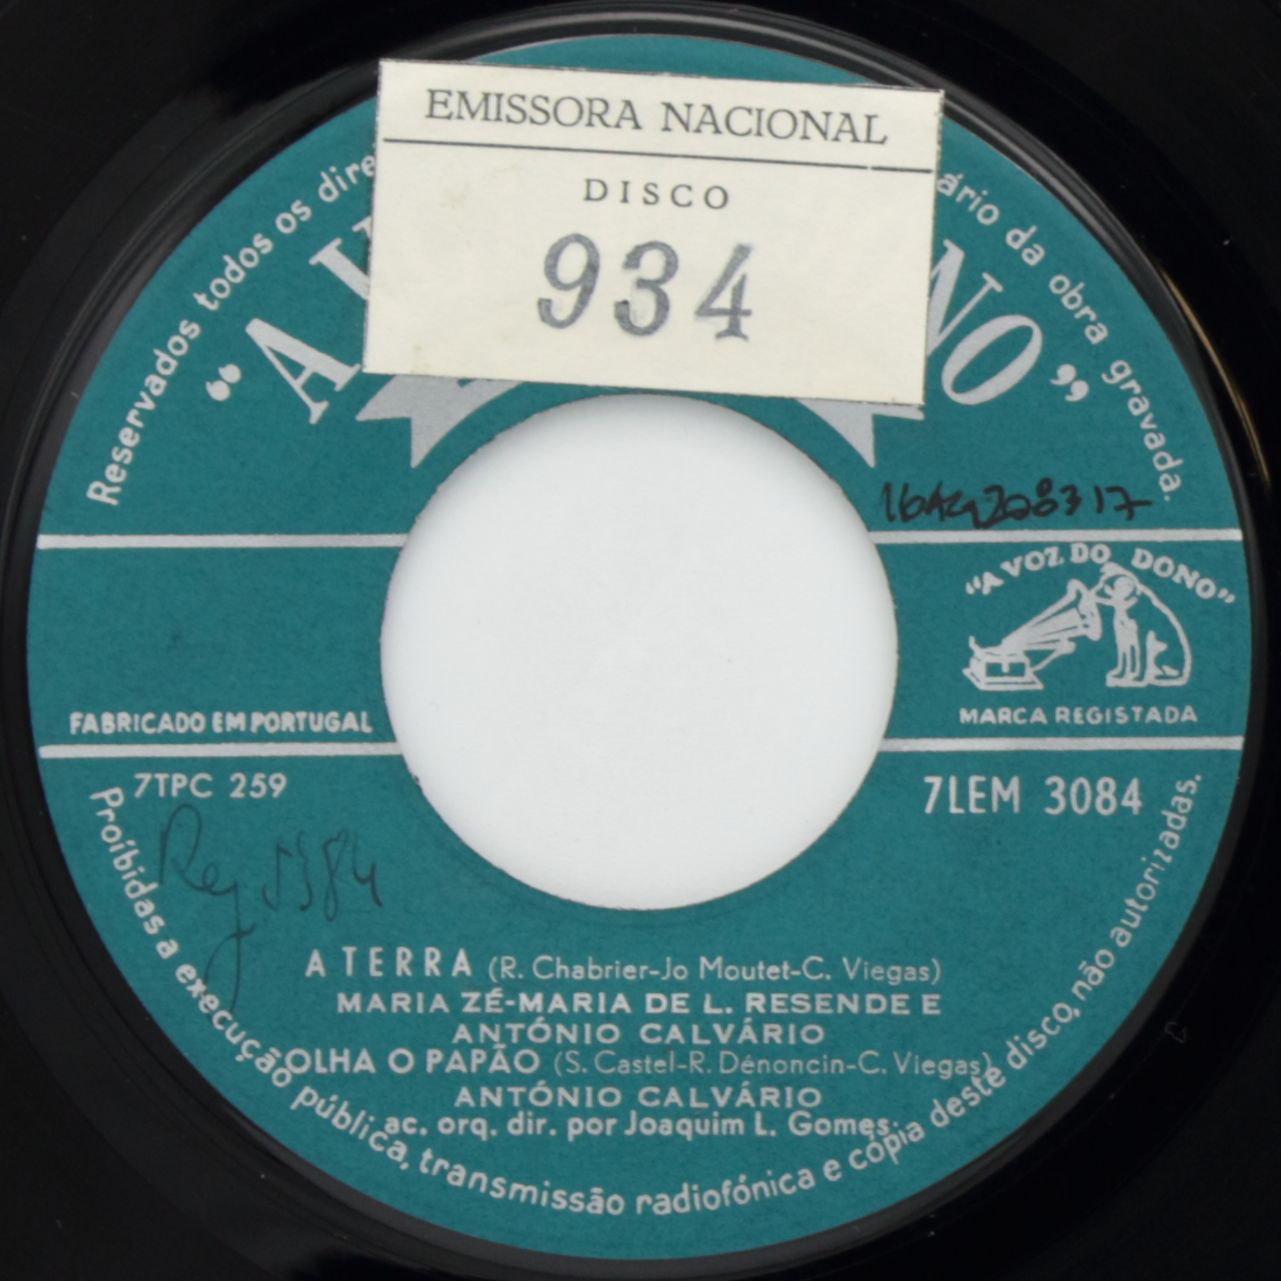 EMISSORA NACIONAL
DISCO
934
Reservados todos os dire ário da obra gravada.
"A NO"
"A VOZ DO DONO"
MARCA REGISTADA
FABRICADO EM PORTUGAL
7TPC 259
7LEM 3084
A TERRA (R. Chabrier-Jo Moutet-C. Viegas)
MARIA ZÉ-MARIA DE L. RESENDE E
ANTÓNIO CALVÁRIO
OLHA O PAPÃO (S. Castel-R. Dénoncin-C. Viegas)
ANTÓNIO CALVÁRIO
ac. orq. dir. por Joaquim L. Gomes.
Proíbidas a execução pública, transmissão radiofónica e cópia deste disco, não autorizadas.